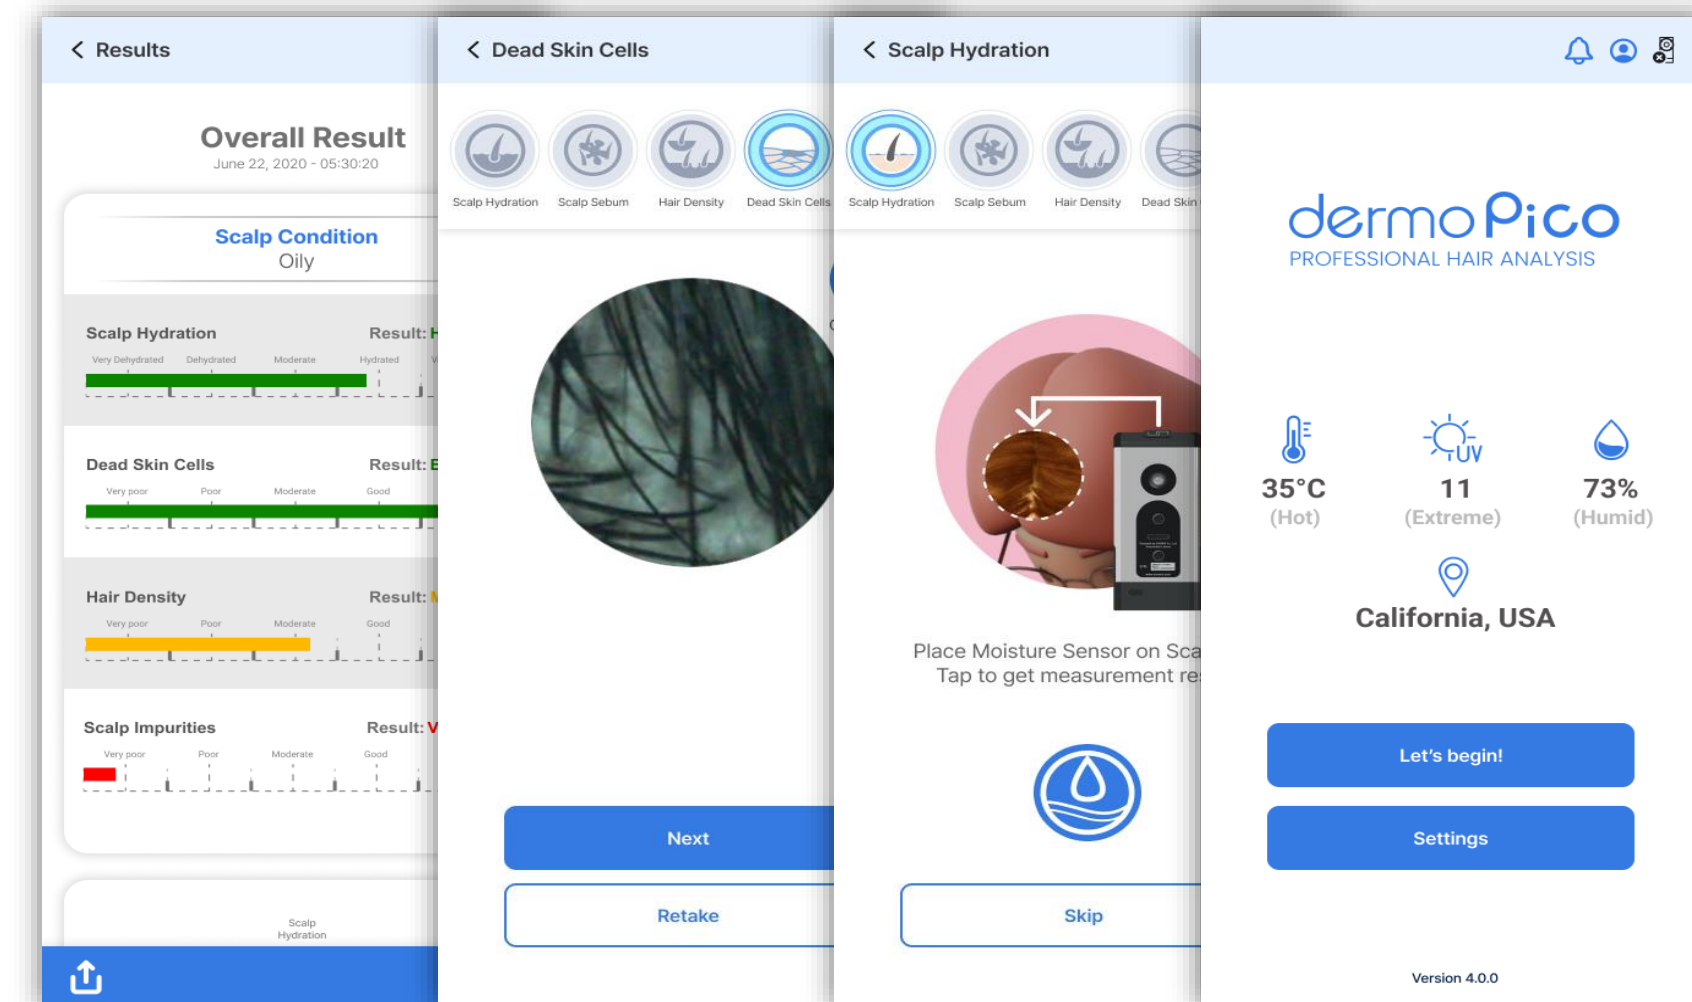 Results
Overall Result
June 22, 2020 - 05:30:20
Scalp Condition
Oily
Scalp Hydration Result: H
Very Dehydrated Dehydrated Moderate Hydrated V
Dead Skin Cells Result: E
Very poor Poor Moderate Good
Hair Density Result: M
Very poor Poor Moderate Good
Scalp Impurities Result: V
Very poor Poor Moderate Good
Scalp
Hydration
Dead Skin Cells
Scalp Hydration Scalp Sebum Hair Density Dead Skin Cells
Next
Retake
Scalp Hydration
Scalp Hydration Scalp Sebum Hair Density Dead Skin
Place Moisture Sensor on Sca
Tap to get measurement re
Skip
dermoPico
PROFESSIONAL HAIR ANALYSIS
UV
35°C 11 73%
(Hot) (Extreme) (Humid)
California, USA
Let's begin!
Settings
Version 4.0.0